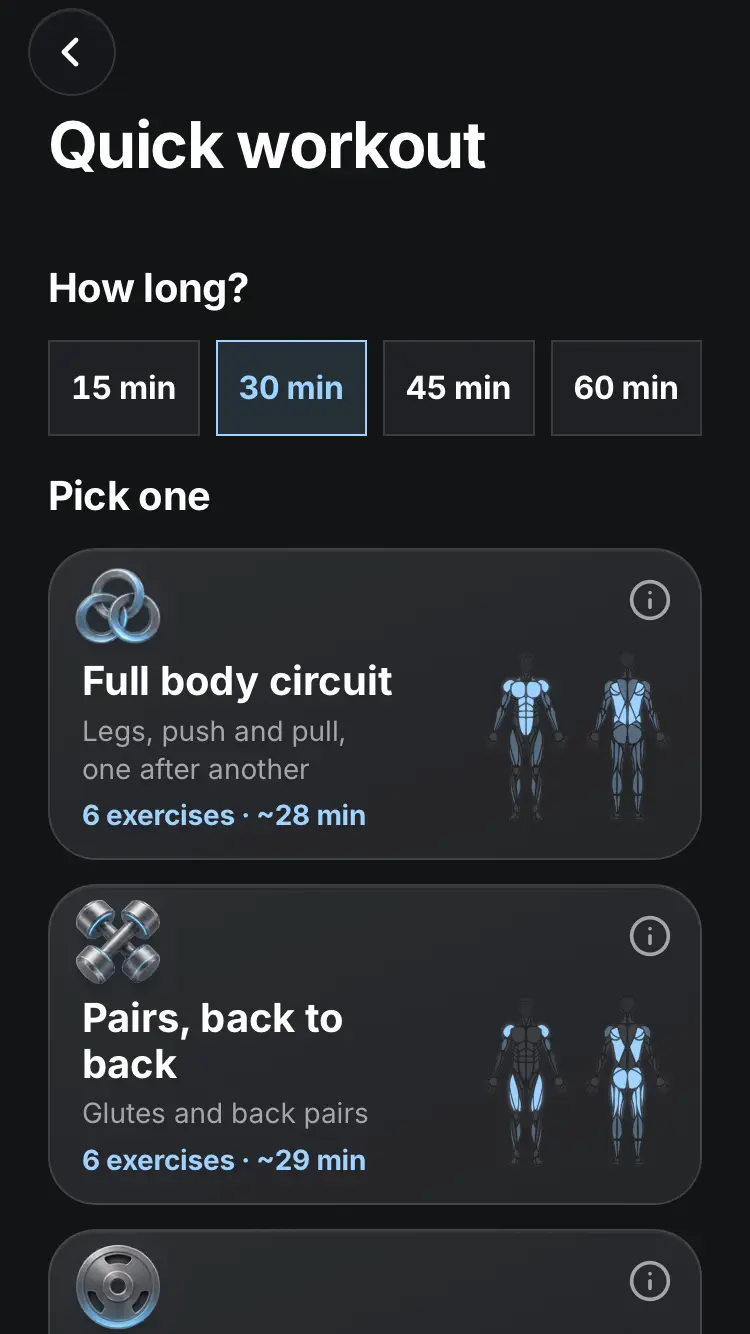 Quick workout
How long?
15 min
30 min
45 min
60 min
Pick one
Full body circuit
Legs, push and pull,
one after another
6 exercises · ~28 min
Pairs, back to
back
Glutes and back pairs
6 exercises · ~29 min